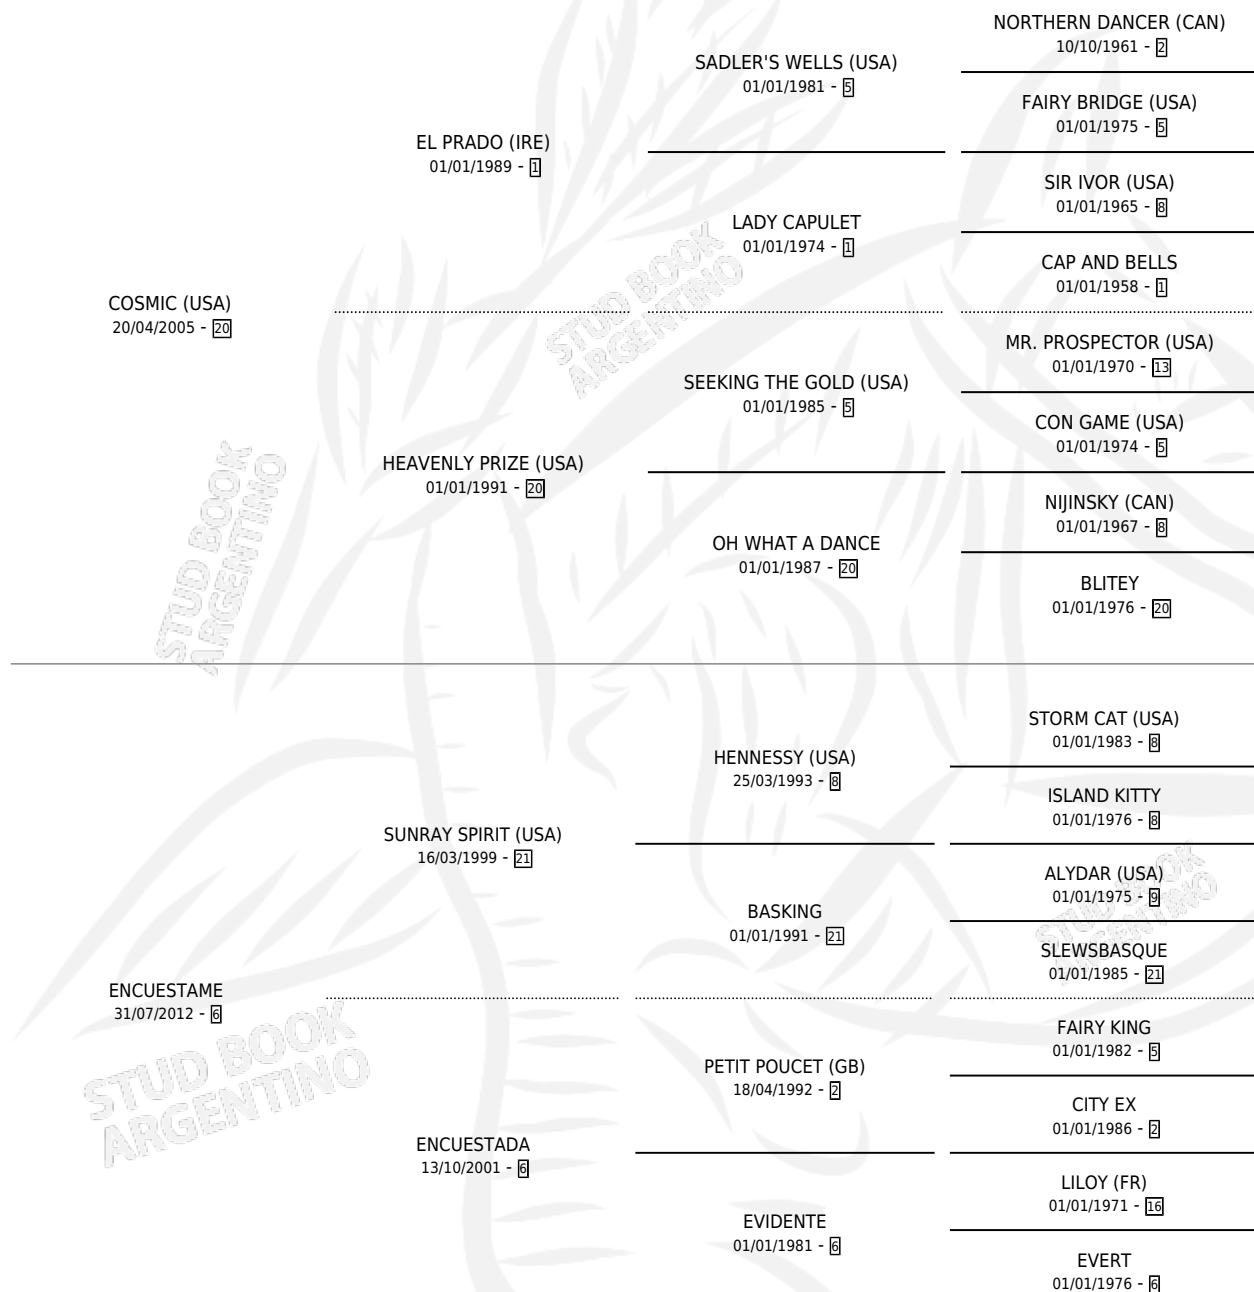 NORTHERN DANCER (CAN)
10/10/1961 - 2
SADLER'S WELLS (USA)
01/01/1981 - 5
FAIRY BRIDGE (USA)
01/01/1975 - 5
EL PRADO (IRE)
01/01/1989 - 1
SIR IVOR (USA)
01/01/1965 - 8
LADY CAPULET
01/01/1974 - 1
CAP AND BELLS
01/01/1958 - 1
COSMIC (USA)
20/04/2005 - 20
MR. PROSPECTOR (USA)
01/01/1970 - 13
SEEKING THE GOLD (USA)
01/01/1985 - 5
CON GAME (USA)
01/01/1974 - 5
HEAVENLY PRIZE (USA)
01/01/1991 - 20
NIJINSKY (CAN)
01/01/1967 - 8
OH WHAT A DANCE
01/01/1987 - 20
BLITEY
01/01/1976 - 20
STORM CAT (USA)
01/01/1983 - 8
HENNESSY (USA)
25/03/1993 - 8
ISLAND KITTY
01/01/1976 - 8
SUNRAY SPIRIT (USA)
16/03/1999 - 21
ALYDAR (USA)
01/01/1975 - 9
BASKING
01/01/1991 - 21
SLEWSBASQUE
01/01/1985 - 21
ENCUESTAME
31/07/2012 - 6
FAIRY KING
01/01/1982 - 5
PETIT POUCET (GB)
18/04/1992 - 2
CITY EX
01/01/1986 - 2
ENCUESTADA
13/10/2001 - 6
LILOY (FR)
01/01/1971 - 16
EVIDENTE
01/01/1981 - 6
EVERT
01/01/1976 - 6
STUD BOOK
ARGENTINO
STUD BOOK
ARGENTINO
STUD BOOK
ARGENTINO
STUD BOOK
ARGENTINO